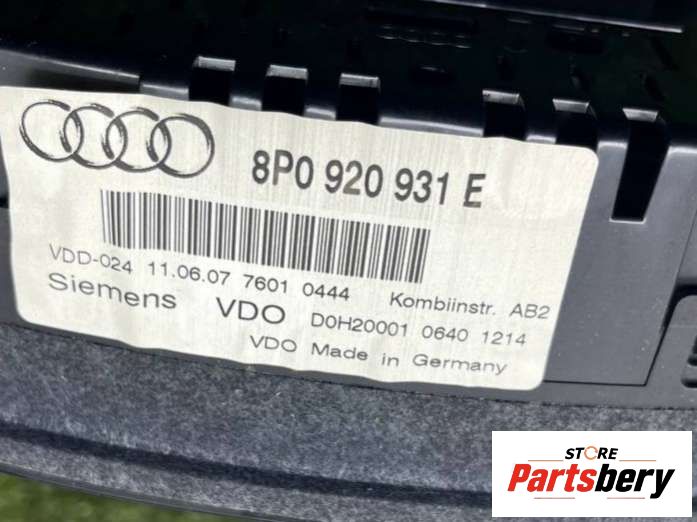 8P0 920 931 E
VDD-024 11.06.07 7601 0444 Kombiinstr. AB2
Siemens VDO D0H20001 0640 1214
VDO Made in Germany
STORE
Partsbery